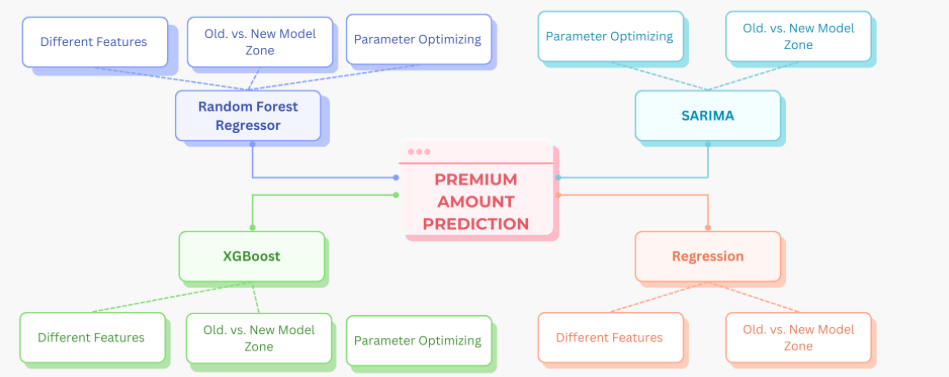 Different Features
Old. vs. New Model
Zone
Parameter Optimizing
Parameter Optimizing
Old. vs. New Model
Zone
Random Forest
Regressor
SARIMA
PREMIUM
AMOUNT
PREDICTION
XGBoost
Regression
Different Features
Old. vs. New Model
Zone
Parameter Optimizing
Different Features
Old. vs. New Model
Zone